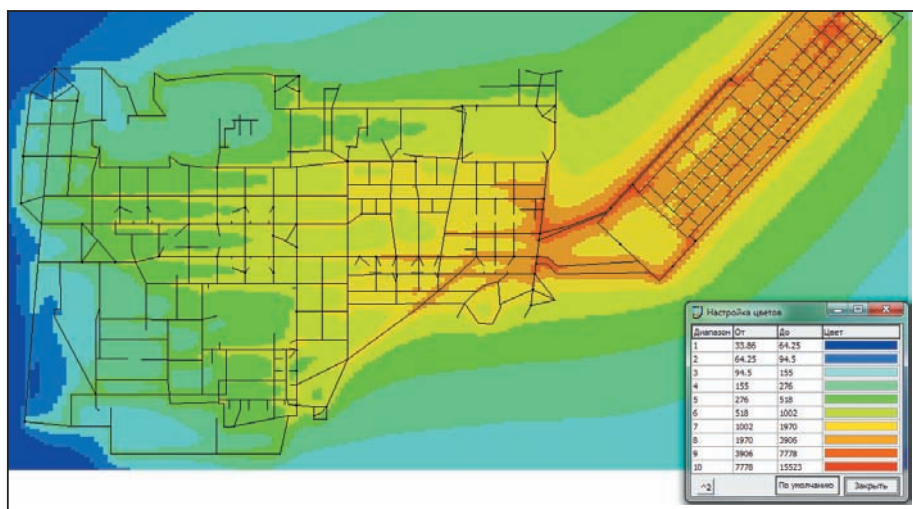 Настройка цветов
Диапазон От До Цвет
1 33.86 64.25
2 64.25 94.5
3 94.5 155
4 155 276
5 276 518
6 518 1002
7 1002 1970
8 1970 3906
9 3906 7778
10 7778 15523
^2 По умолчанию Закрыть